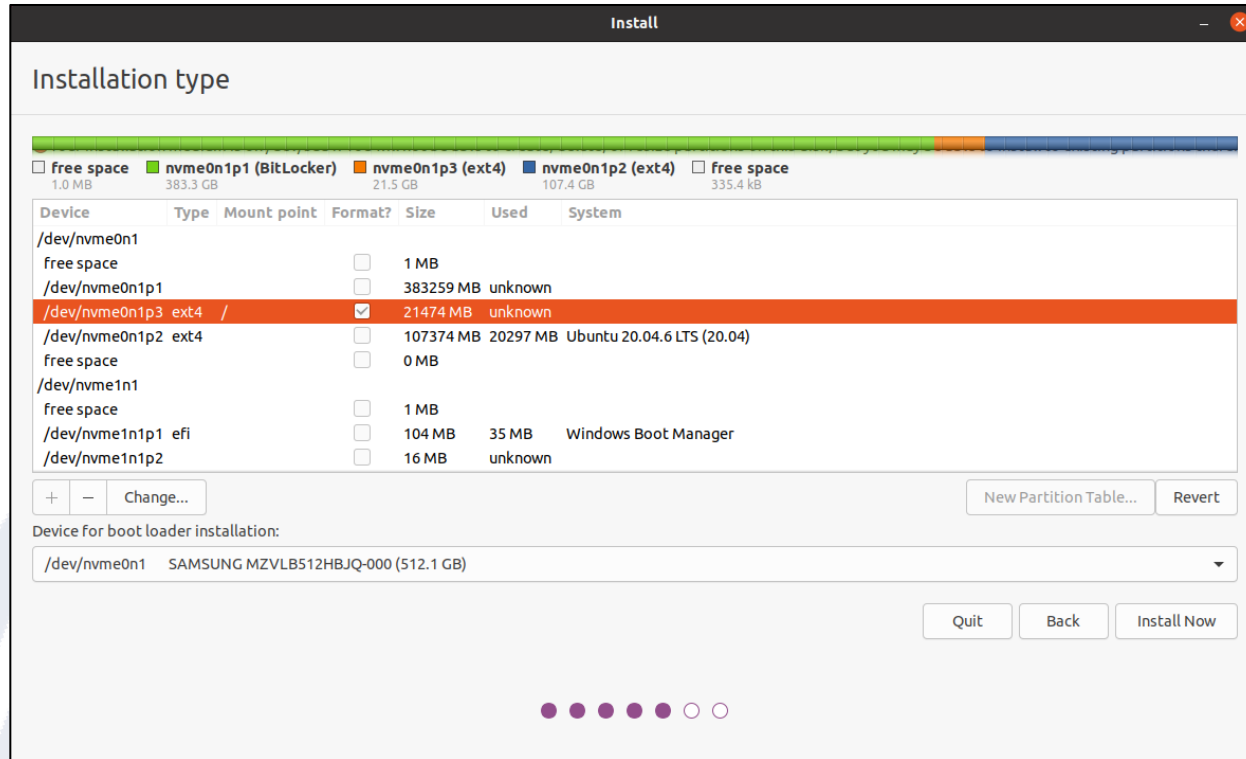 Install
Installation type
free space nvme0n1p1 (BitLocker) nvme0n1p3 (ext4) nvme0n1p2 (ext4) free space
1.0 MB 383.3 GB 21.5 GB 107.4 GB 335.4 kB
Device Type Mount point Format? Size Used System
/dev/nvme0n1
free space 1 MB
/dev/nvme0n1p1 383259 MB unknown
/dev/nvme0n1p3 ext4 / 21474 MB unknown
/dev/nvme0n1p2 ext4 107374 MB 20297 MB Ubuntu 20.04.6 LTS (20.04)
free space 0 MB
/dev/nvme1n1
free space 1 MB
/dev/nvme1n1p1 efi 104 MB 35 MB Windows Boot Manager
/dev/nvme1n1p2 16 MB unknown
+ − Change... New Partition Table... Revert
Device for boot loader installation:
/dev/nvme0n1 SAMSUNG MZVLB512HBJQ-000 (512.1 GB)
Quit Back Install Now